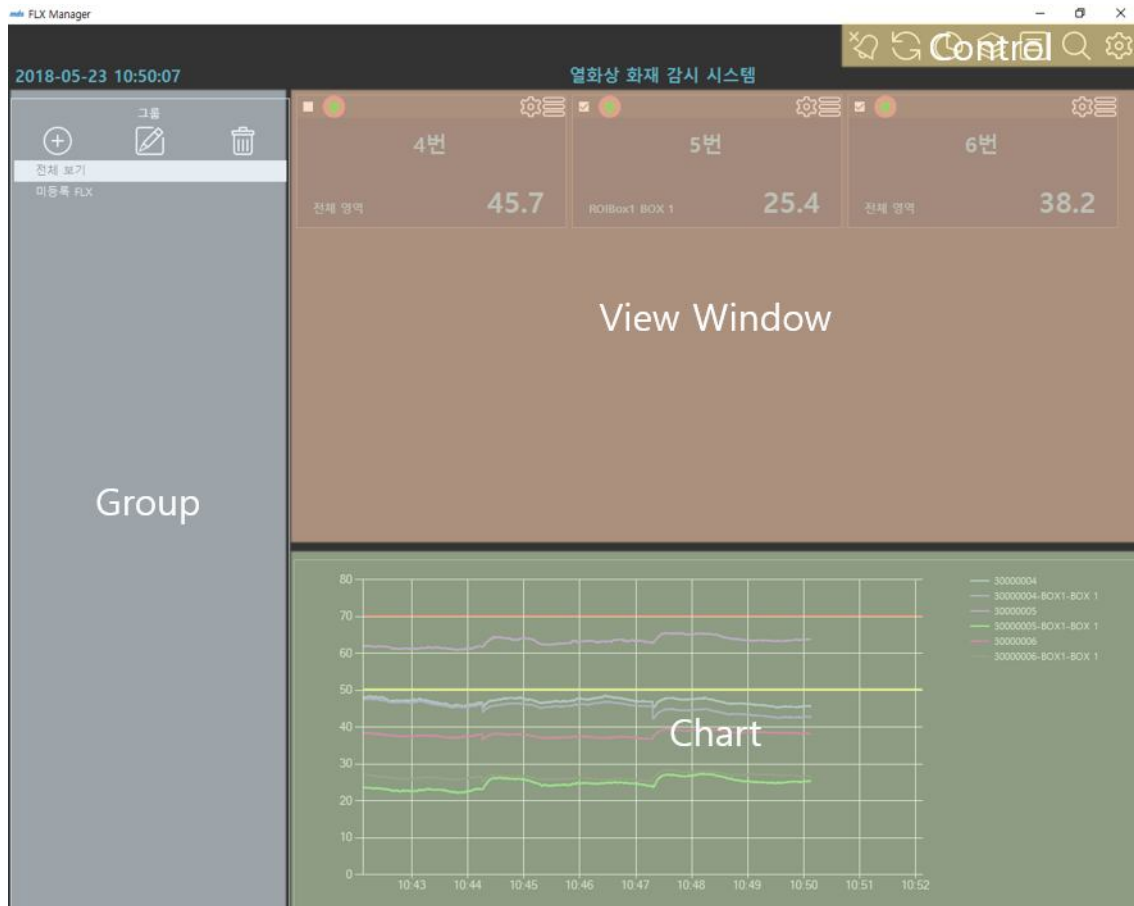 mds FLX Manager
Control
2018-05-23 10:50:07
열화상 화재 감시 시스템
그룹
전체 보기
미등록 FLX
Group
4번
전체 영역 45.7
5번
ROIBox1 BOX 1 25.4
6번
전체 영역 38.2
View Window
80
70
60
50
40
30
20
10
0
10:43 10:44 10:45 10:46 10:47 10:48 10:49 10:50 10:51 10:52
Chart
30000004
30000004-BOX1-BOX 1
30000005
30000005-BOX1-BOX 1
30000006
30000006-BOX1-BOX 1